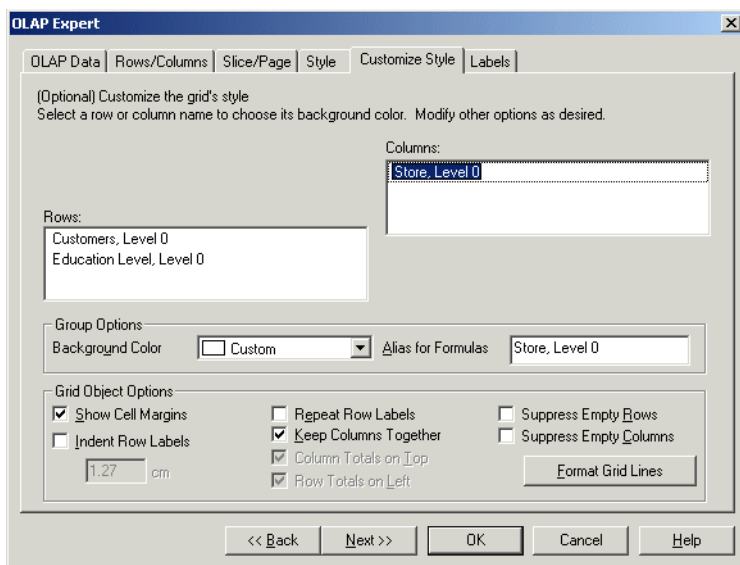 OLAP Expert
OLAP Data Rows/Columns Slice/Page Style Customize Style Labels
(Optional) Customize the grid's style
Select a row or column name to choose its background color. Modify other options as desired.
Columns:
Store, Level 0
Rows:
Customers, Level 0
Education Level, Level 0
Group Options
Background Color Custom Alias for Formulas Store, Level 0
Grid Object Options
Show Cell Margins Repeat Row Labels Suppress Empty Rows
Indent Row Labels Keep Columns Together Suppress Empty Columns
1.27 cm Column Totals on Top Format Grid Lines
Row Totals on Left
<< Back Next >> OK Cancel Help